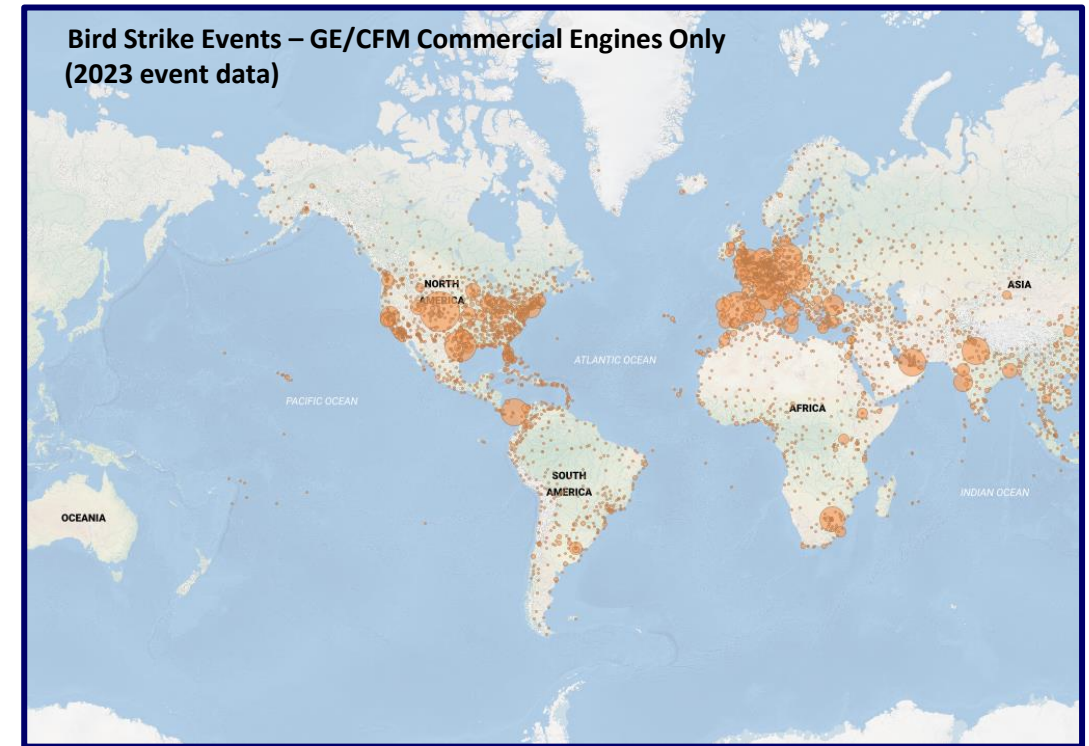 Bird Strike Events – GE/CFM Commercial Engines Only
(2023 event data)
NORTH
AMERICA
ASIA
ATLANTIC OCEAN
PACIFIC OCEAN
AFRICA
SOUTH
AMERICA
INDIAN OCEAN
OCEANIA